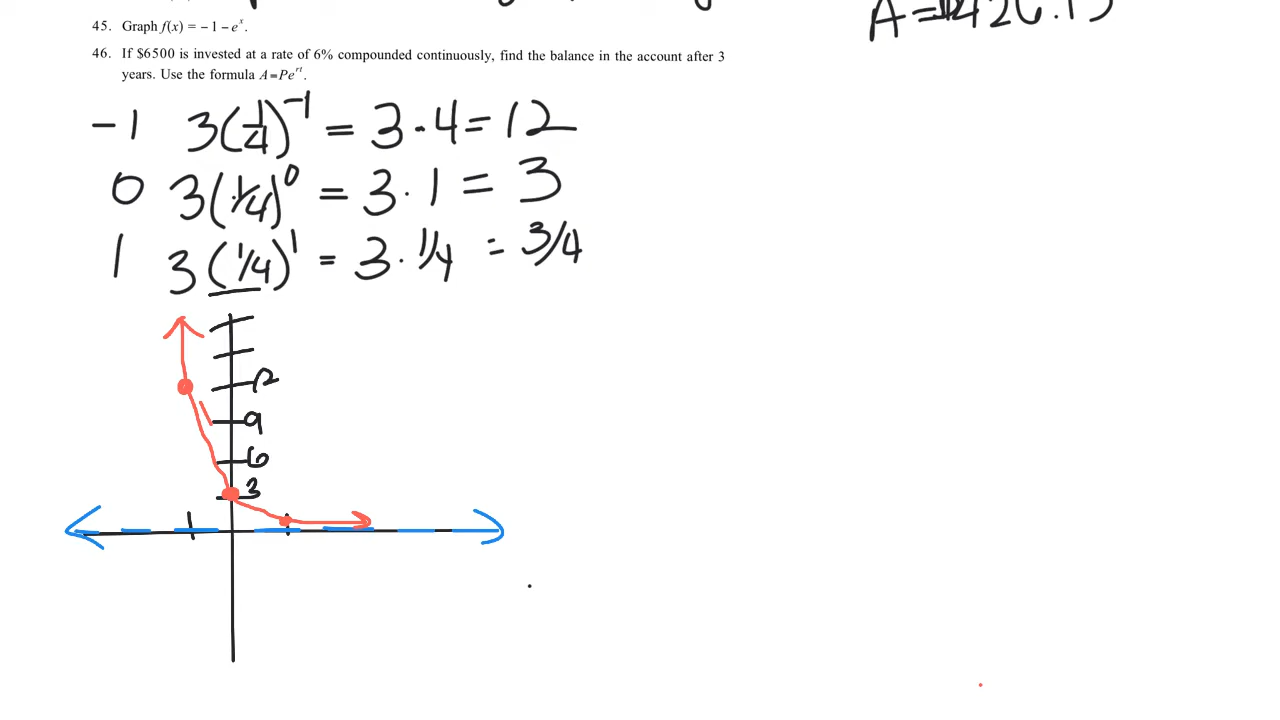 A=
45. Graph f(x) = −1−eˣ.
46. If $6500 is invested at a rate of 6% compounded continuously, find the balance in the account after 3
years. Use the formula A=Peʳᵗ.
-1 3(1/4)⁻¹ = 3·4=12
0 3(1/4)⁰ = 3·1 = 3
1 3(1/4)¹ = 3·1/4 = 3/4
12
9
6
3